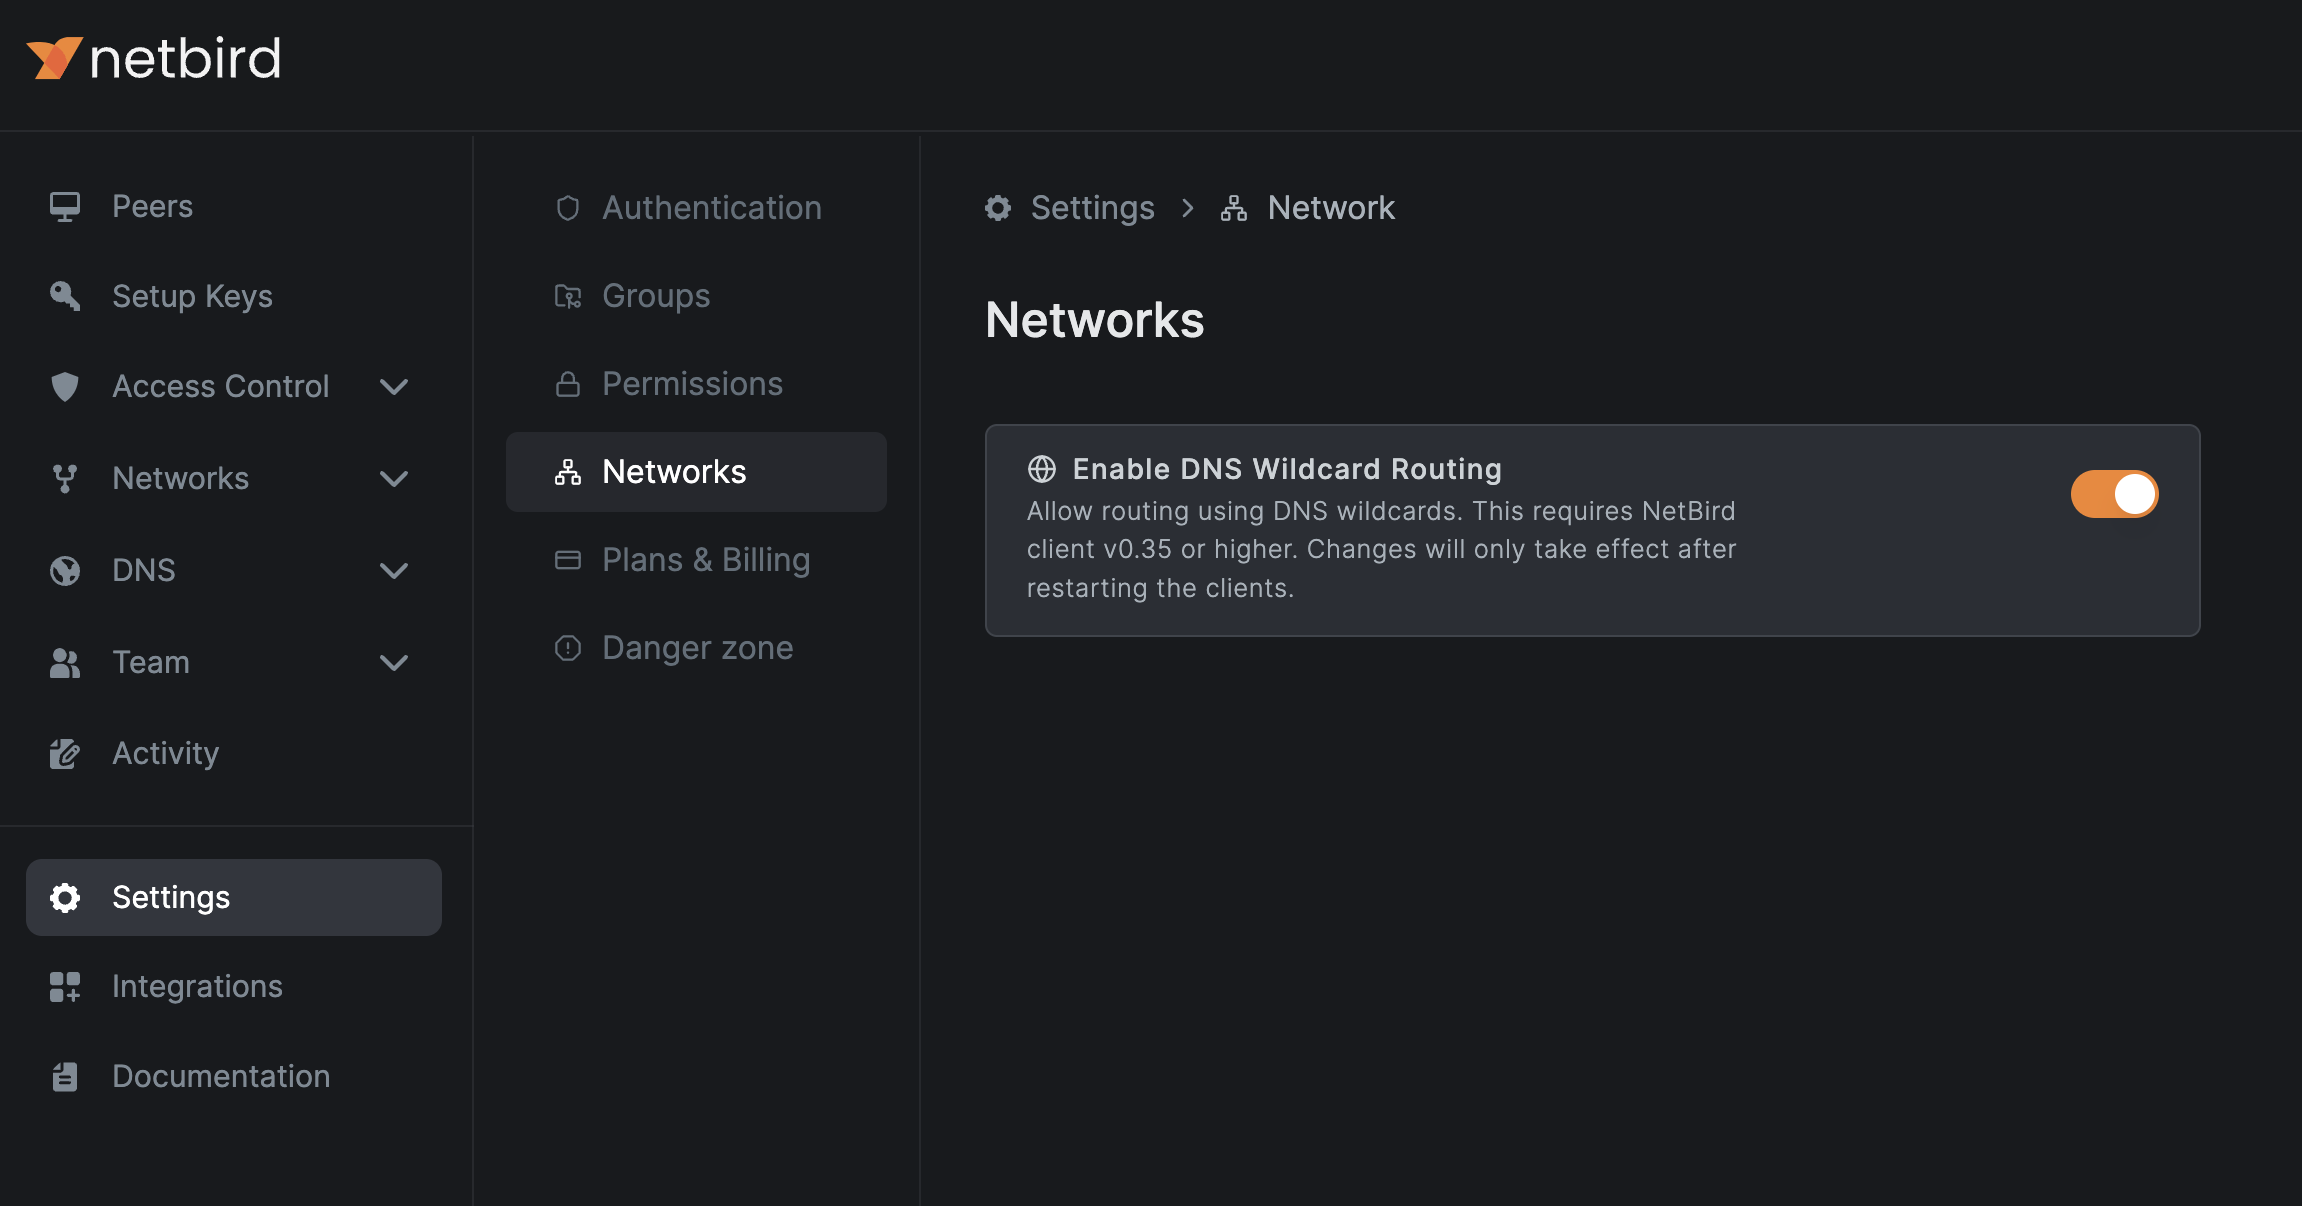 netbird
Peers
Setup Keys
Access Control
Networks
DNS
Team
Activity
Settings
Integrations
Documentation
Authentication
Groups
Permissions
Networks
Plans & Billing
Danger zone
Settings > Network
Networks
Enable DNS Wildcard Routing
Allow routing using DNS wildcards. This requires NetBird
client v0.35 or higher. Changes will only take effect after
restarting the clients.